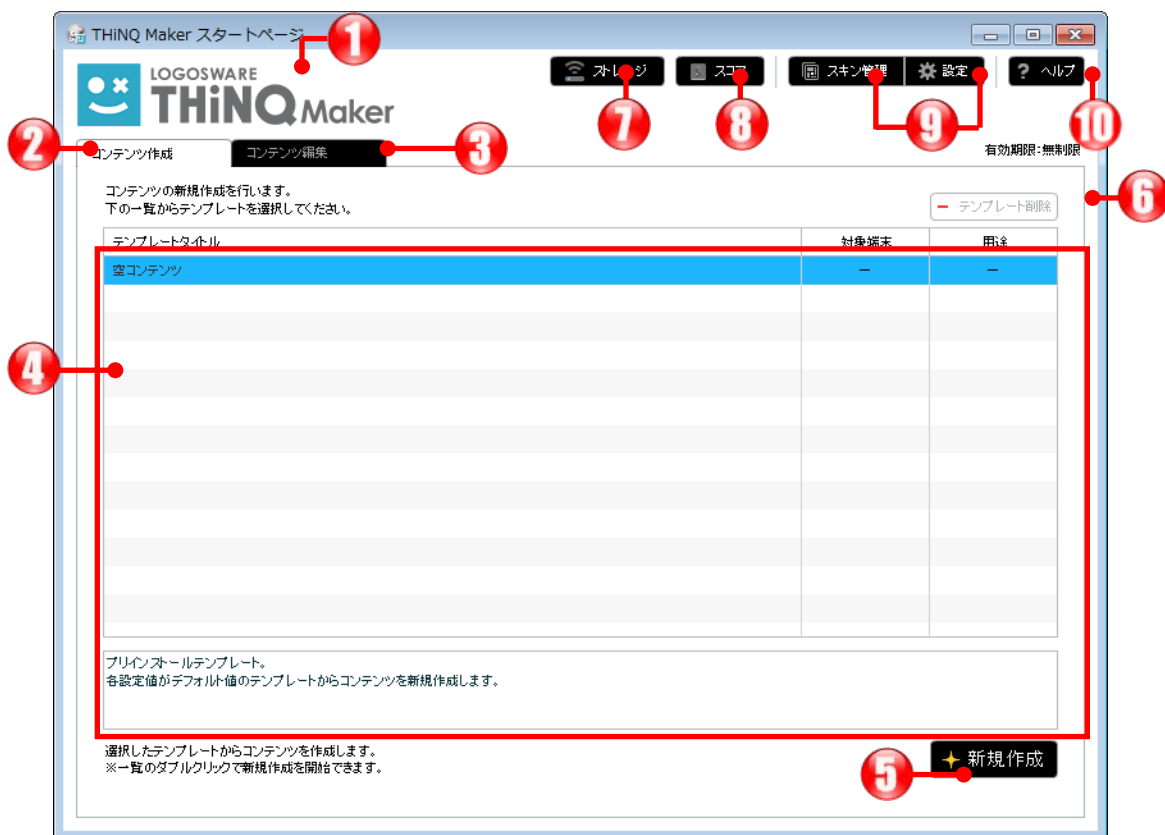 THiNQ Maker スタートページ
1
LOGOSWARE
THiNQ Maker
ストレージ
スコア
スキン管理
設定
? ヘルプ
7
8
9
10
2
コンテンツ作成
コンテンツ編集
3
有効期限:無制限
コンテンツの新規作成を行います。
下の一覧からテンプレートを選択してください。
テンプレート削除
6
テンプレートタイトル
対象端末
用途
空コンテンツ
ー
ー
4
プリインストールテンプレート。
各設定値がデフォルト値のテンプレートからコンテンツを新規作成します。
選択したテンプレートからコンテンツを作成します。
※一覧のダブルクリックで新規作成を開始できます。
5
新規作成